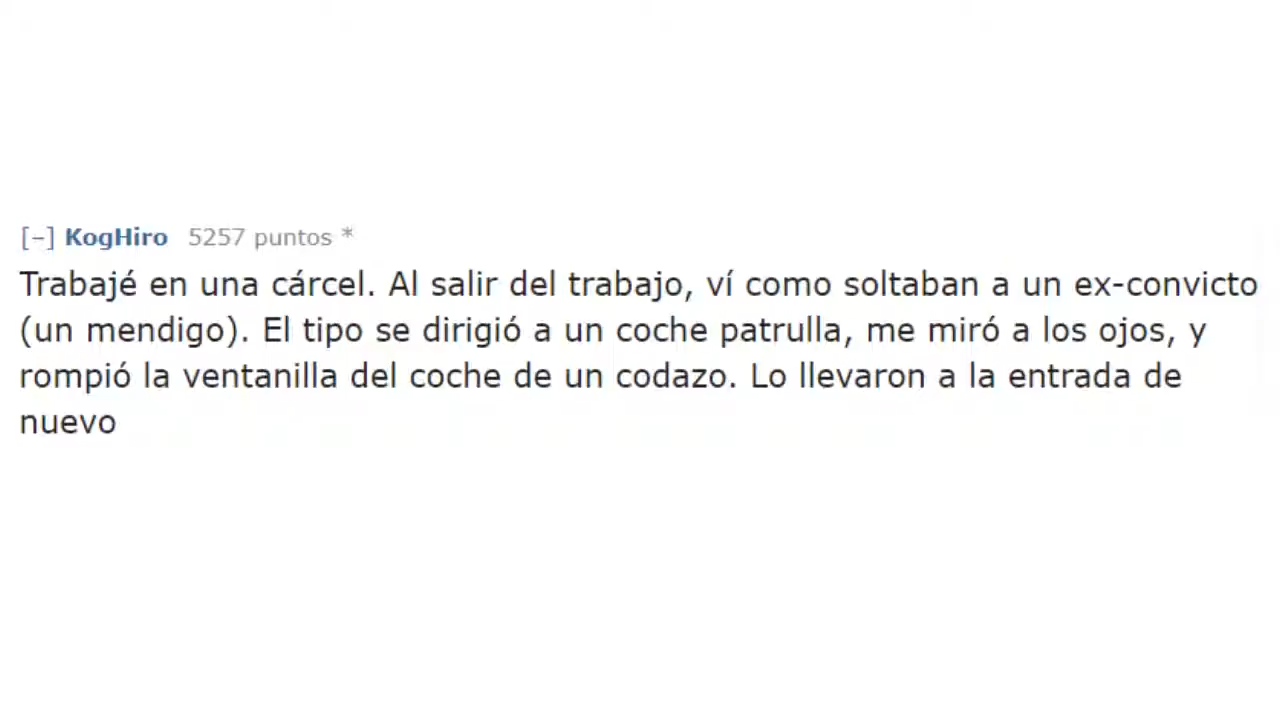 [–] KogHiro 5257 puntos *
Trabajé en una cárcel. Al salir del trabajo, ví como soltaban a un ex-convicto
(un mendigo). El tipo se dirigió a un coche patrulla, me miró a los ojos, y
rompió la ventanilla del coche de un codazo. Lo llevaron a la entrada de
nuevo